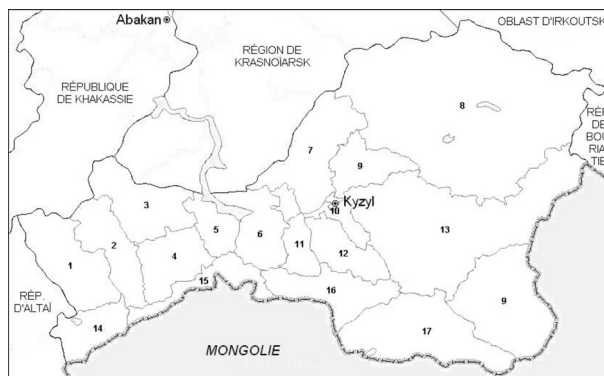 Abakan
OBLAST D'IRKOUTSK
RÉGION DE
KRASNOÏARSK
RÉPUBLIQUE
DE KHAKASSIE
RÉP
DE
BOU
RIA
TIE
8
7
9
3
Kyzyl
10
5
6
1
2
4
11
12
13
15
16
RÉP.
D'ALTAÏ
14
9
17
MONGOLIE